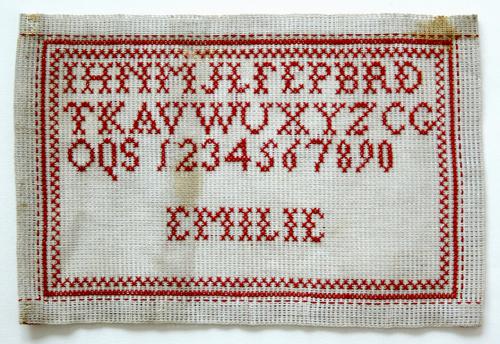 IHNMJLFEPBRD
TKAVWUXYZCG
OQS 1234567890
EMILIE